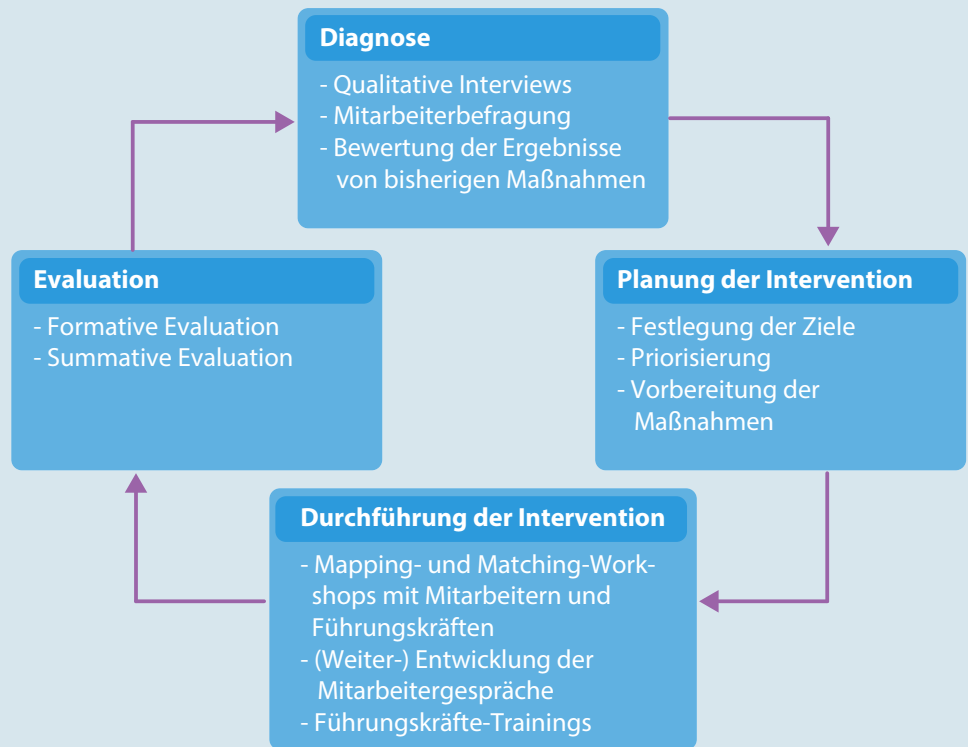 Diagnose
- Qualitative Interviews
- Mitarbeiterbefragung
- Bewertung der Ergebnisse
von bisherigen Maßnahmen
Planung der Intervention
- Festlegung der Ziele
- Priorisierung
- Vorbereitung der
Maßnahmen
Durchführung der Intervention
- Mapping- und Matching-Work-
shops mit Mitarbeitern und
Führungskräften
- (Weiter-) Entwicklung der
Mitarbeitergespräche
- Führungskräfte-Trainings
Evaluation
- Formative Evaluation
- Summative Evaluation